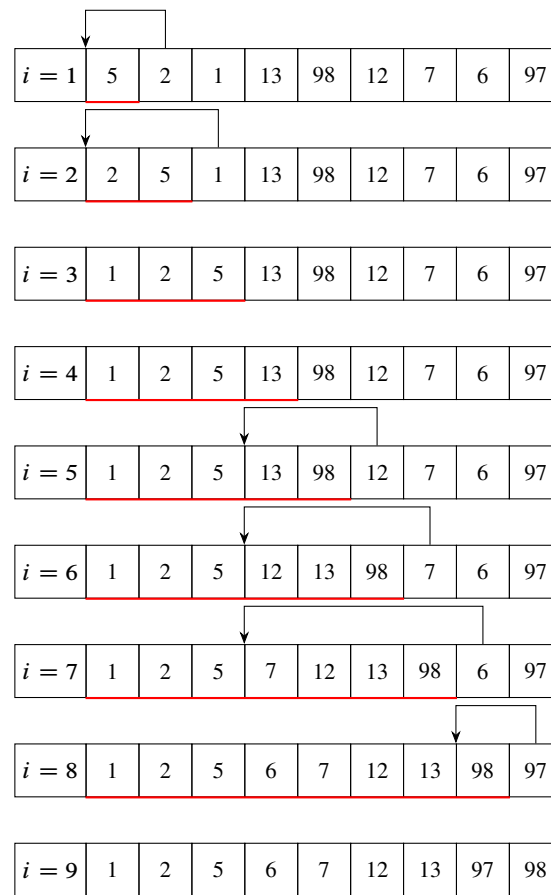 i = 1 5 2 1 13 98 12 7 6 97
i = 2 2 5 1 13 98 12 7 6 97
i = 3 1 2 5 13 98 12 7 6 97
i = 4 1 2 5 13 98 12 7 6 97
i = 5 1 2 5 13 98 12 7 6 97
i = 6 1 2 5 12 13 98 7 6 97
i = 7 1 2 5 7 12 13 98 6 97
i = 8 1 2 5 6 7 12 13 98 97
i = 9 1 2 5 6 7 12 13 97 98